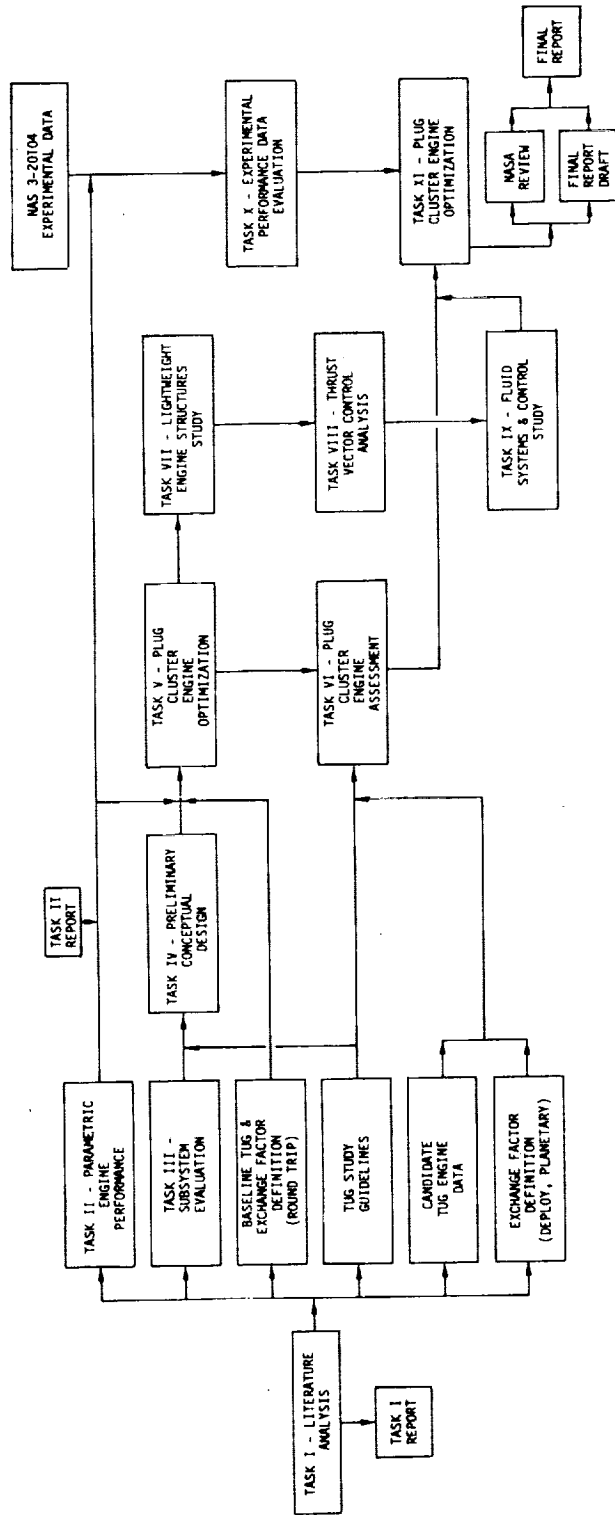 TASK I - LITERATURE
ANALYSIS
TASK I
REPORT
TASK II - PARAMETRIC
ENGINE
PERFORMANCE
TASK III -
SUBSYSTEM
EVALUATION
BASELINE TUG &
EXCHANGE FACTOR
DEFINITION
(ROUND TRIP)
TUG STUDY
GUIDELINES
CANDIDATE
TUG ENGINE
DATA
EXCHANGE FACTOR
DEFINITION
(DEPLOY, PLANETARY)
TASK II
REPORT
TASK IV - PRELIMINARY
CONCEPTUAL
DESIGN
TASK V - PLUG
CLUSTER
ENGINE
OPTIMIZATION
TASK VI - PLUG
CLUSTER
ENGINE
ASSESSMENT
TASK VII - LIGHTWEIGHT
ENGINE STRUCTURES
STUDY
TASK VIII - THRUST
VECTOR CONTROL
ANALYSIS
TASK IX - FLUID
SYSTEMS & CONTROL
STUDY
NAS 3-20104
EXPERIMENTAL DATA
TASK X - EXPERIMENTAL
PERFORMANCE DATA
EVALUATION
TASK XI - PLUG
CLUSTER ENGINE
OPTIMIZATION
NASA
REVIEW
FINAL
REPORT
DRAFT
FINAL
REPORT